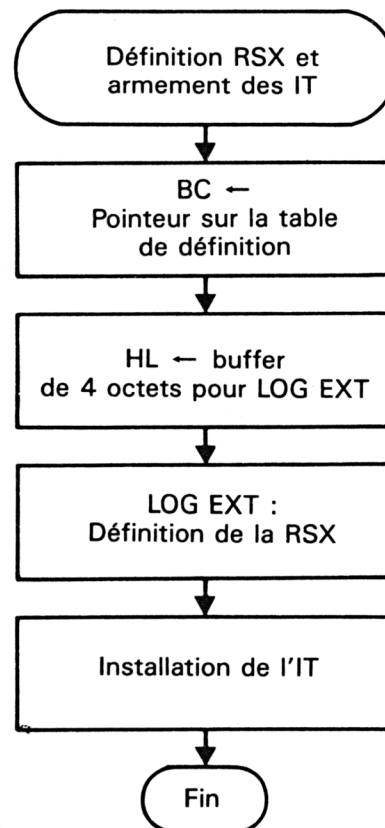 Définition RSX et
armement des IT
BC ←
Pointeur sur la table
de définition
HL ← buffer
de 4 octets pour LOG EXT
LOG EXT :
Définition de la RSX
Installation de l'IT
Fin